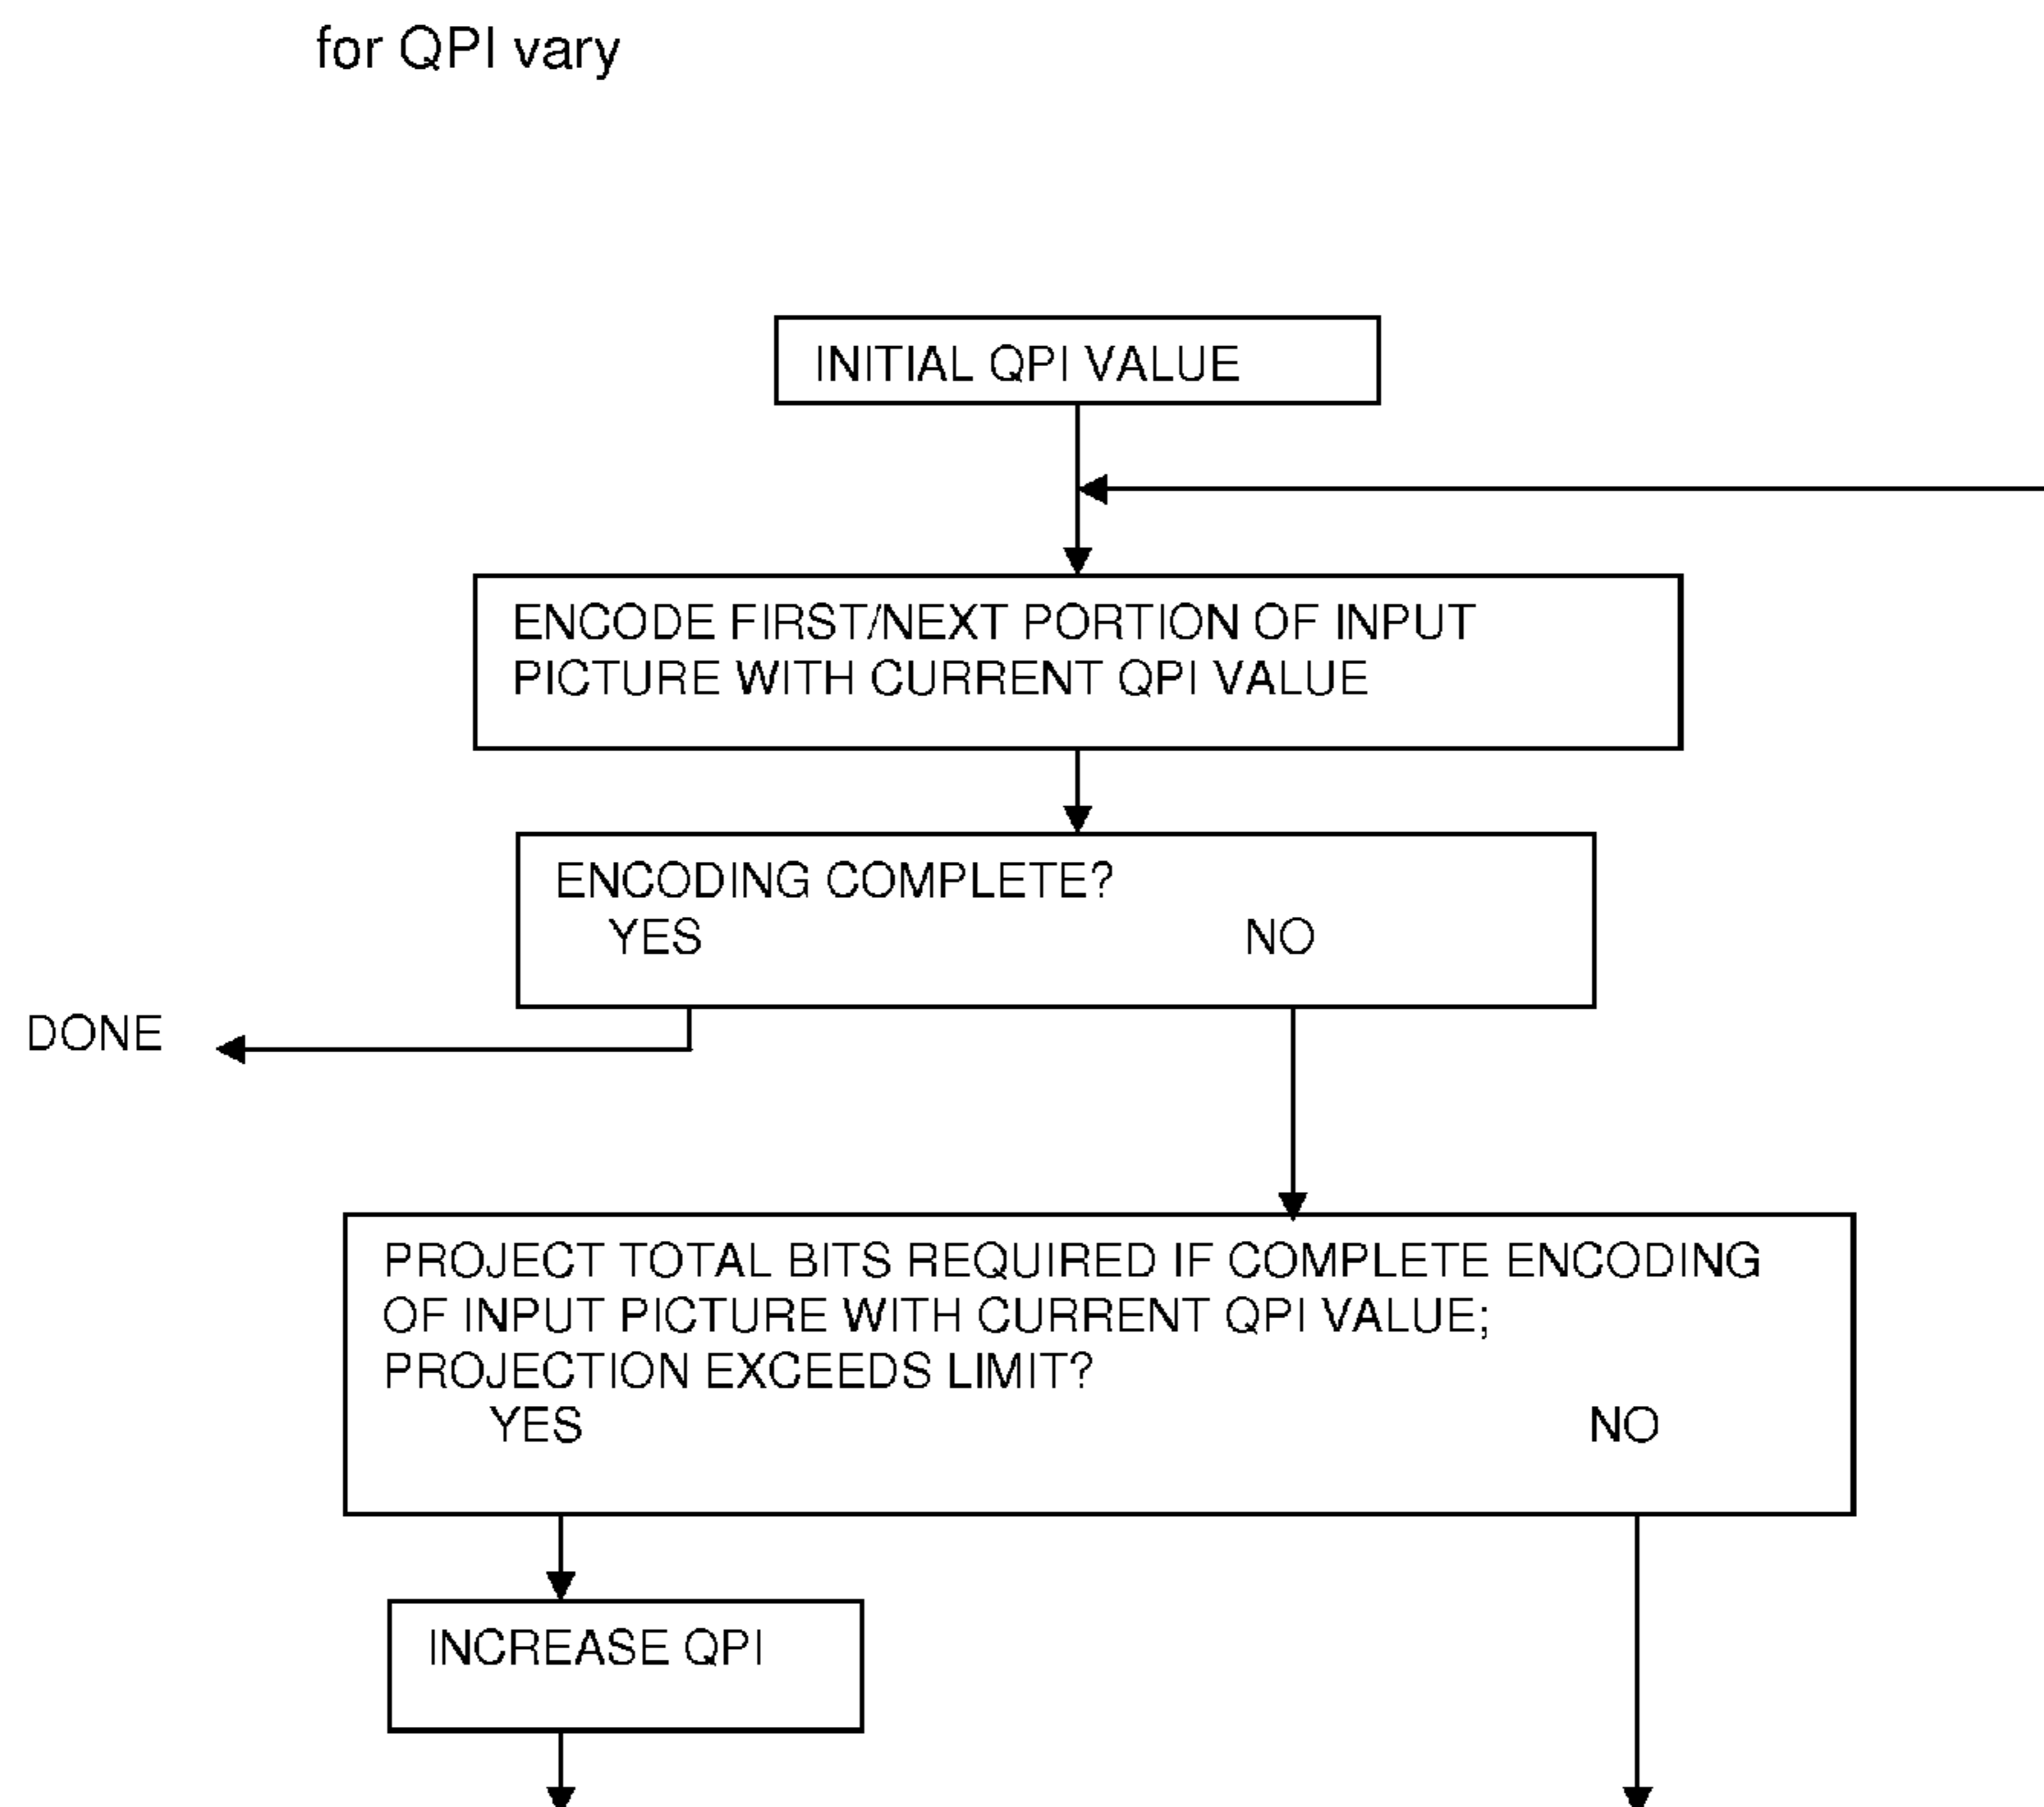 for QPI vary
INITIAL QPI VALUE
ENCODE FIRST/NEXT PORTION OF INPUT
PICTURE WITH CURRENT QPI VALUE
ENCODING COMPLETE?
YES NO
DONE
PROJECT TOTAL BITS REQUIRED IF COMPLETE ENCODING
OF INPUT PICTURE WITH CURRENT QPI VALUE;
PROJECTION EXCEEDS LIMIT?
YES NO
INCREASE QPI